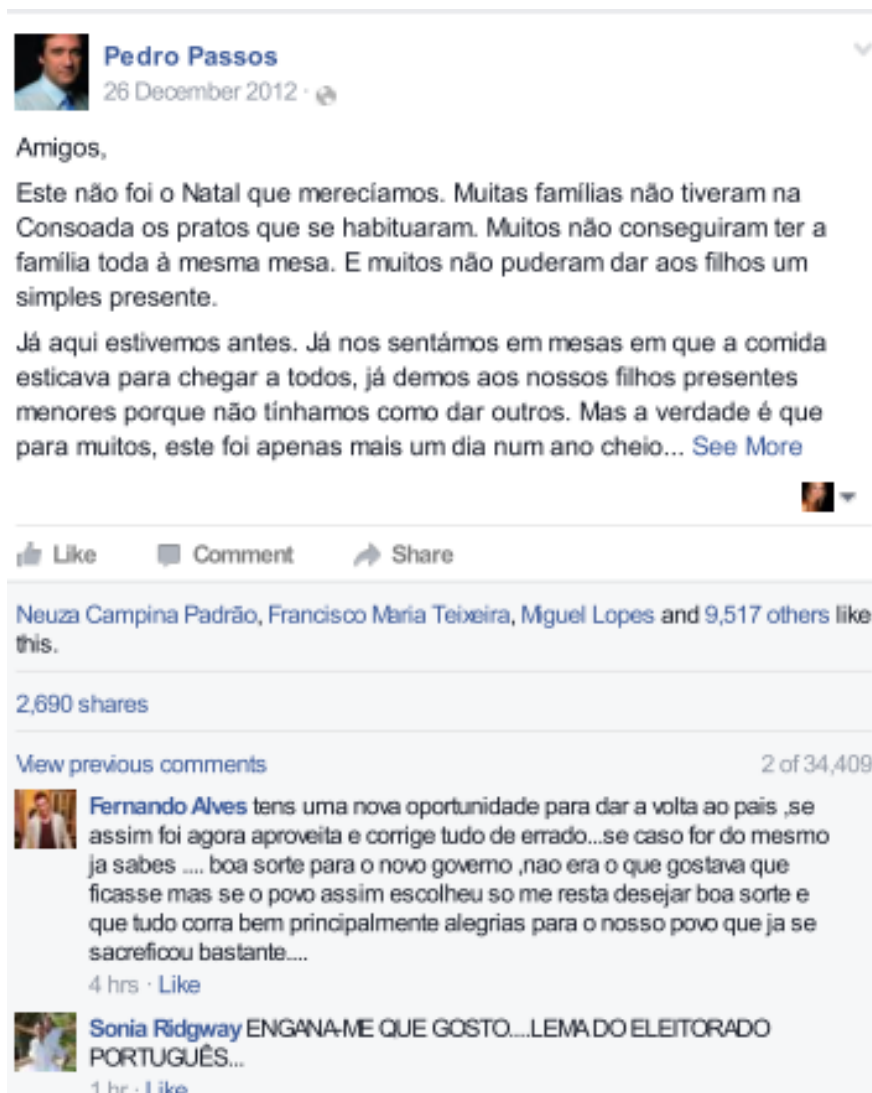 Pedro Passos
26 December 2012 ·
Amigos,
Este não foi o Natal que merecíamos. Muitas famílias não tiveram na
Consoada os pratos que se habituaram. Muitos não conseguiram ter a
família toda à mesma mesa. E muitos não puderam dar aos filhos um
simples presente.
Já aqui estivemos antes. Já nos sentámos em mesas em que a comida
esticava para chegar a todos, já demos aos nossos filhos presentes
menores porque não tínhamos como dar outros. Mas a verdade é que
para muitos, este foi apenas mais um dia num ano cheio... See More
Like Comment Share
Neuza Campina Padrão, Francisco Maria Teixeira, Miguel Lopes and 9,517 others like
this.
2,690 shares
View previous comments 2 of 34,409
Fernando Alves tens uma nova oportunidade para dar a volta ao pais ,se
assim foi agora aproveita e corrige tudo de errado...se caso for do mesmo
ja sabes .... boa sorte para o novo governo ,nao era o que gostava que
ficasse mas se o povo assim escolheu so me resta desejar boa sorte e
que tudo corra bem principalmente alegrias para o nosso povo que ja se
sacreficou bastante....
4 hrs · Like
Sonia Ridgway ENGANA-ME QUE GOSTO....LEMA DO ELEITORADO
PORTUGUÊS...
1 hr · Like